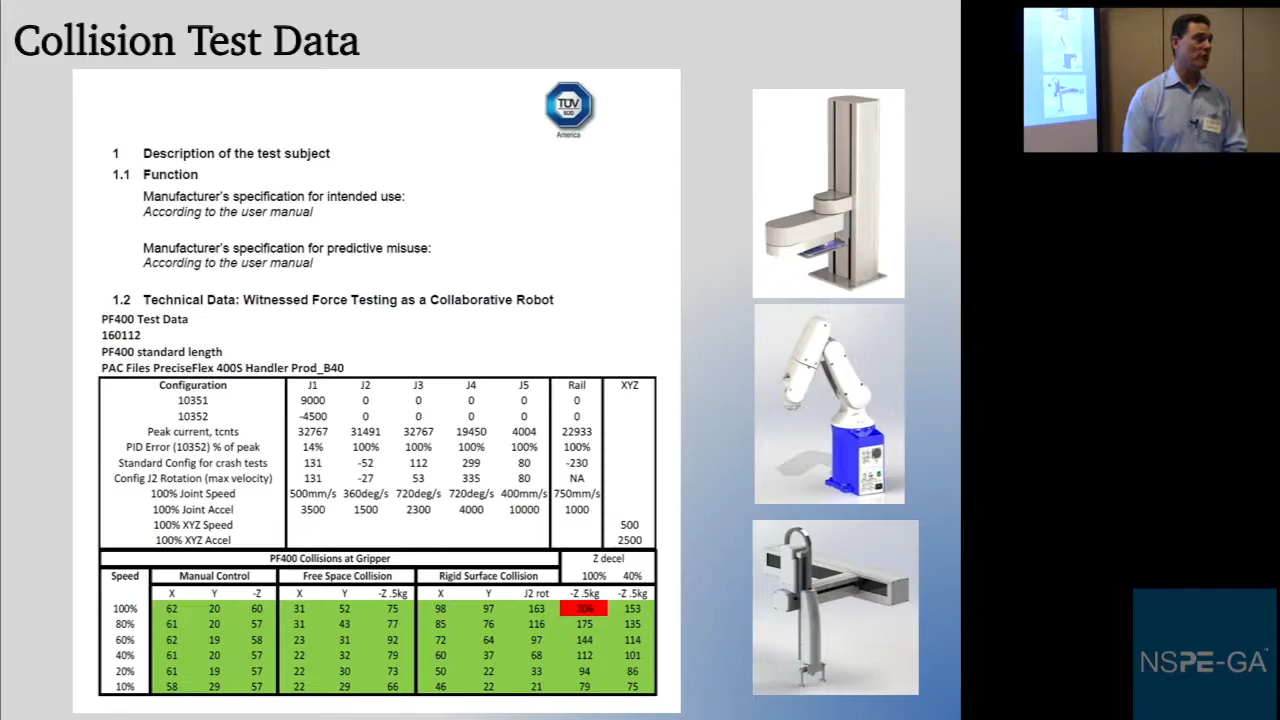 Collision Test Data
TÜV
SÜD
America
1 Description of the test subject
1.1 Function
Manufacturer's specification for intended use:
According to the user manual
Manufacturer's specification for predictive misuse:
According to the user manual
1.2 Technical Data: Witnessed Force Testing as a Collaborative Robot
PF400 Test Data
160112
PF400 standard length
PAC Files PreciseFlex 400S Handler Prod_B40
Configuration J1 J2 J3 J4 J5 Rail XYZ
10351 9000 0 0 0 0 0
10352 -4500 0 0 0 0 0
Peak current, tcnts 32767 31491 32767 19450 4004 22933
PID Error (10352) % of peak 14% 100% 100% 100% 100% 100%
Standard Config for crash tests 131 -52 112 299 80 -230
Config J2 Rotation (max velocity) 131 -27 53 335 80 NA
100% Joint Speed 500mm/s 360deg/s 720deg/s 720deg/s 400mm/s 750mm/s
100% Joint Accel 3500 1500 2300 4000 10000 1000
100% XYZ Speed 500
100% XYZ Accel 2500
PF400 Collisions at Gripper Z decel
Speed Manual Control Free Space Collision Rigid Surface Collision 100% 40%
X Y -Z X Y -Z .5kg X Y J2 rot -Z .5kg -Z .5kg
100% 62 20 60 31 52 75 98 97 163 206 153
80% 61 20 57 31 43 77 85 76 116 175 135
60% 62 19 58 23 31 92 72 64 97 144 114
40% 61 20 57 22 32 79 60 37 68 112 101
20% 61 19 57 22 30 73 50 22 33 94 86
10% 58 29 57 22 29 66 46 22 21 79 75
NSPE-GA